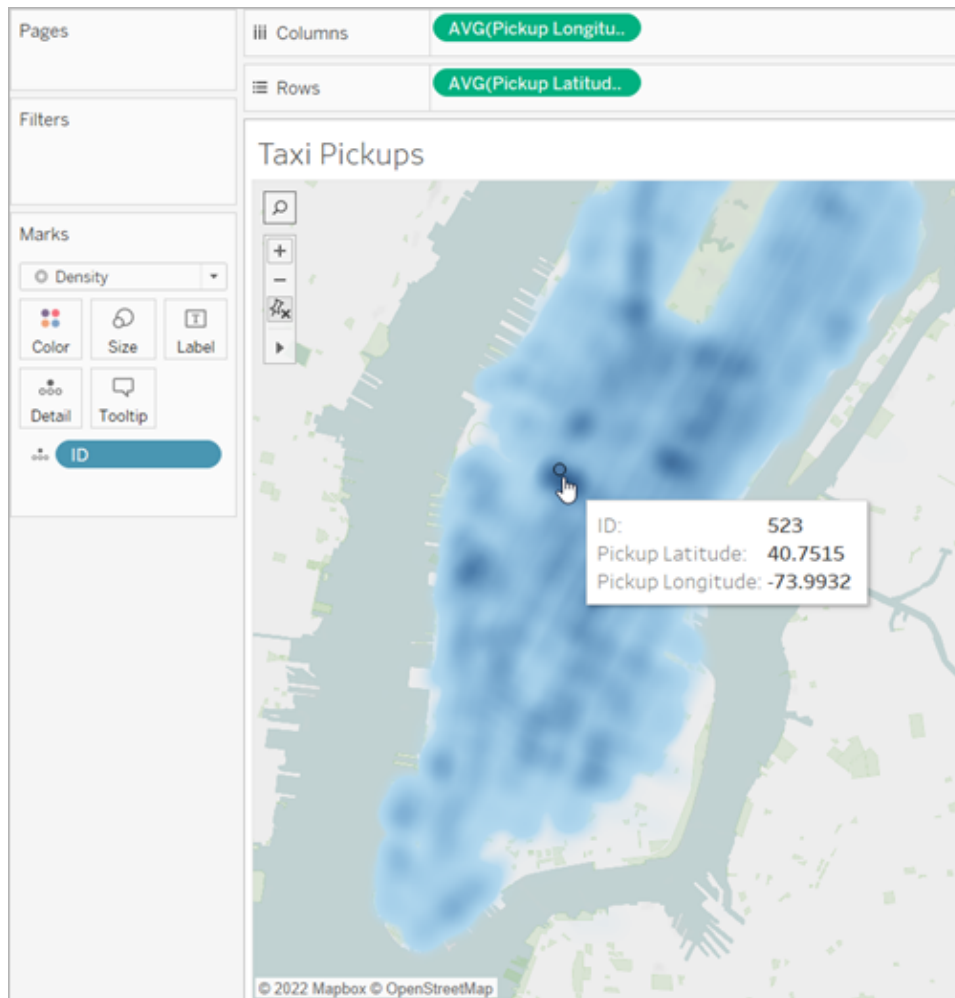 Pages
Columns
AVG(Pickup Longitu..
Rows
AVG(Pickup Latitud..
Filters
Taxi Pickups
Marks
Density
Color
Size
T
Label
Detail
Tooltip
ID
ID: 523
Pickup Latitude: 40.7515
Pickup Longitude: -73.9932
© 2022 Mapbox © OpenStreetMap